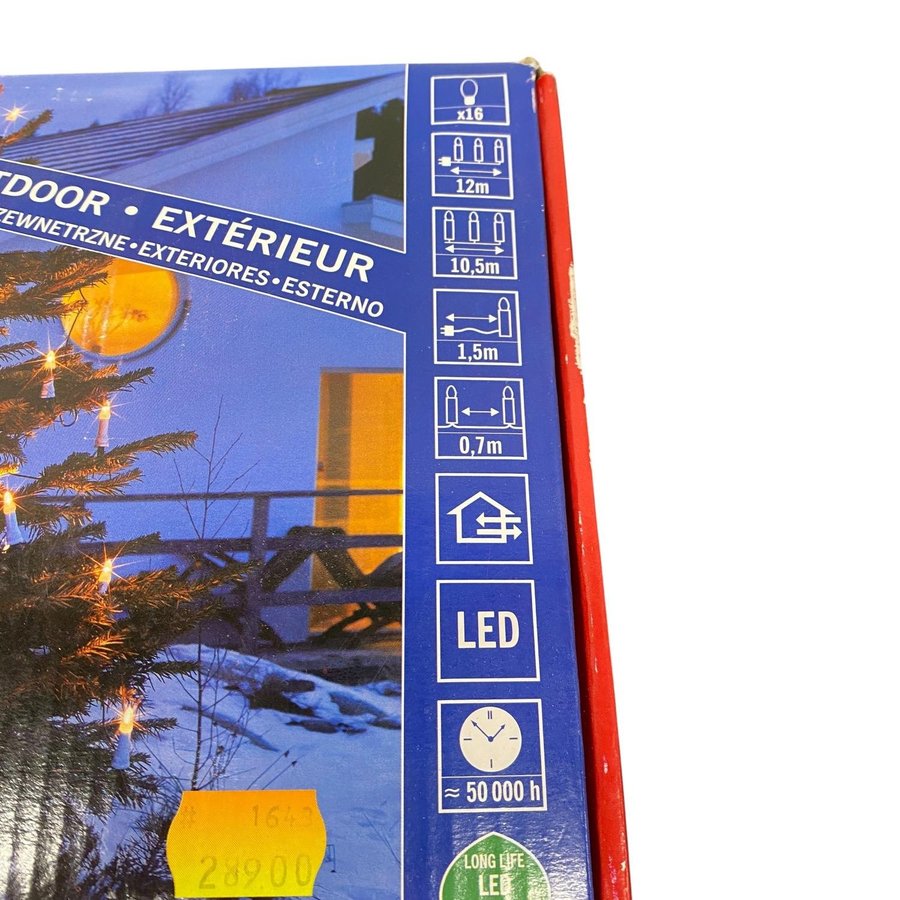 TDOOR • EXTÉRIEUR
ZEWNETRZNE • EXTERIORES • ESTERNO
x16
12m
10,5m
1,5m
0,7m
LED
≈ 50 000 h
LONG LIFE
LED
# 1643
289.00